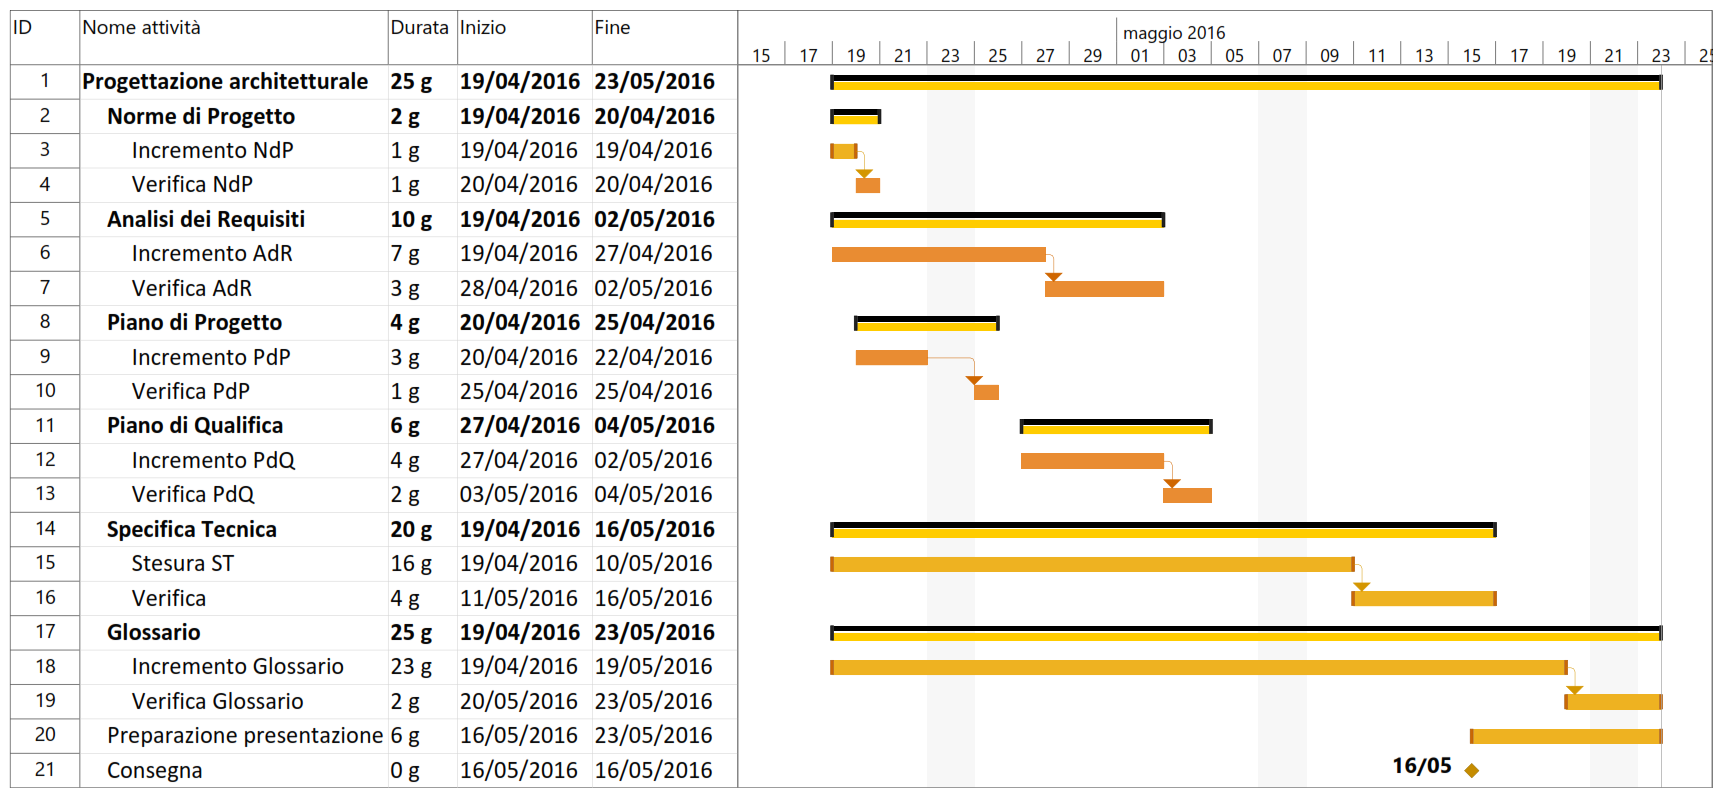 ID Nome attività Durata Inizio Fine maggio 2016
15 17 19 21 23 25 27 29 01 03 05 07 09 11 13 15 17 19 21 23 25
1 Progettazione architetturale 25 g 19/04/2016 23/05/2016
2 Norme di Progetto 2 g 19/04/2016 20/04/2016
3 Incremento NdP 1 g 19/04/2016 19/04/2016
4 Verifica NdP 1 g 20/04/2016 20/04/2016
5 Analisi dei Requisiti 10 g 19/04/2016 02/05/2016
6 Incremento AdR 7 g 19/04/2016 27/04/2016
7 Verifica AdR 3 g 28/04/2016 02/05/2016
8 Piano di Progetto 4 g 20/04/2016 25/04/2016
9 Incremento PdP 3 g 20/04/2016 22/04/2016
10 Verifica PdP 1 g 25/04/2016 25/04/2016
11 Piano di Qualifica 6 g 27/04/2016 04/05/2016
12 Incremento PdQ 4 g 27/04/2016 02/05/2016
13 Verifica PdQ 2 g 03/05/2016 04/05/2016
14 Specifica Tecnica 20 g 19/04/2016 16/05/2016
15 Stesura ST 16 g 19/04/2016 10/05/2016
16 Verifica 4 g 11/05/2016 16/05/2016
17 Glossario 25 g 19/04/2016 23/05/2016
18 Incremento Glossario 23 g 19/04/2016 19/05/2016
19 Verifica Glossario 2 g 20/05/2016 23/05/2016
20 Preparazione presentazione 6 g 16/05/2016 23/05/2016
21 Consegna 0 g 16/05/2016 16/05/2016 16/05